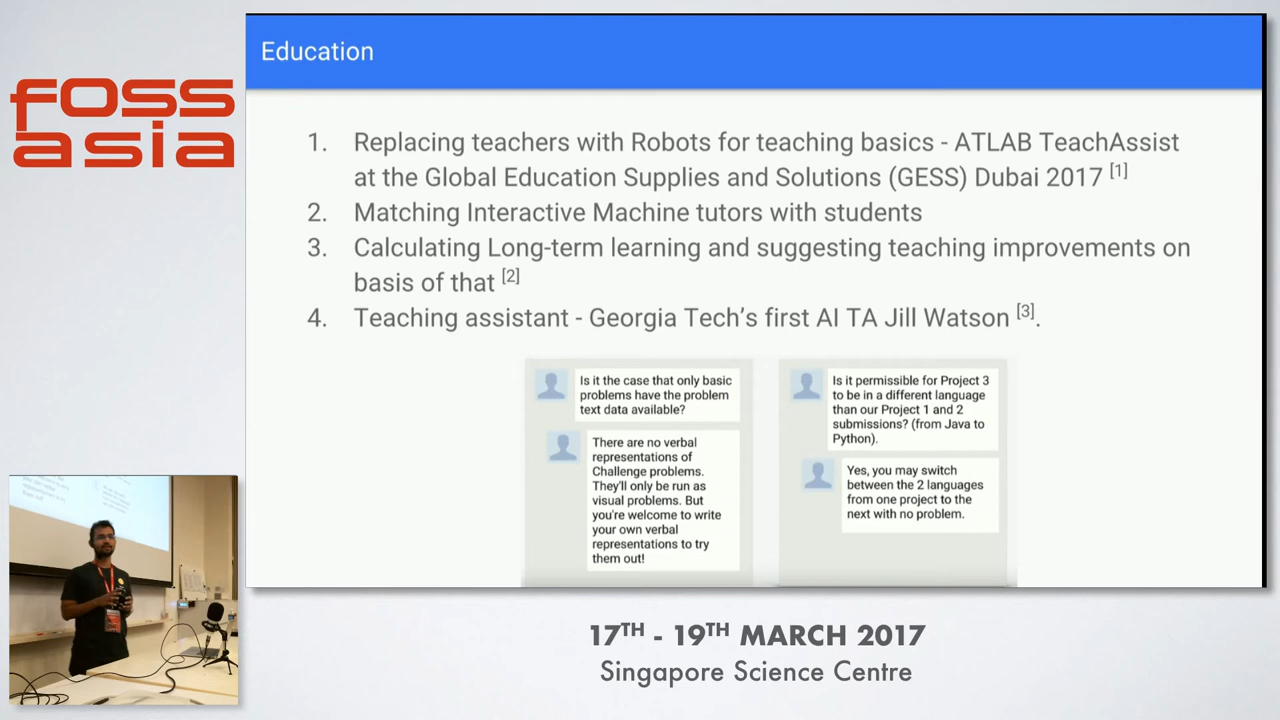 foss
asia
Education
1. Replacing teachers with Robots for teaching basics - ATLAB TeachAssist
at the Global Education Supplies and Solutions (GESS) Dubai 2017 [1]
2. Matching Interactive Machine tutors with students
3. Calculating Long-term learning and suggesting teaching improvements on
basis of that [2]
4. Teaching assistant - Georgia Tech's first AI TA Jill Watson [3].
Is it the case that only basic
problems have the problem
text data available?
There are no verbal
representations of
Challenge problems.
They'll only be run as
visual problems. But
you're welcome to write
your own verbal
representations to try
them out!
Is it permissible for Project 3
to be in a different language
than our Project 1 and 2
submissions? (from Java to
Python).
Yes, you may switch
between the 2 languages
from one project to the
next with no problem.
17TH - 19TH MARCH 2017
Singapore Science Centre